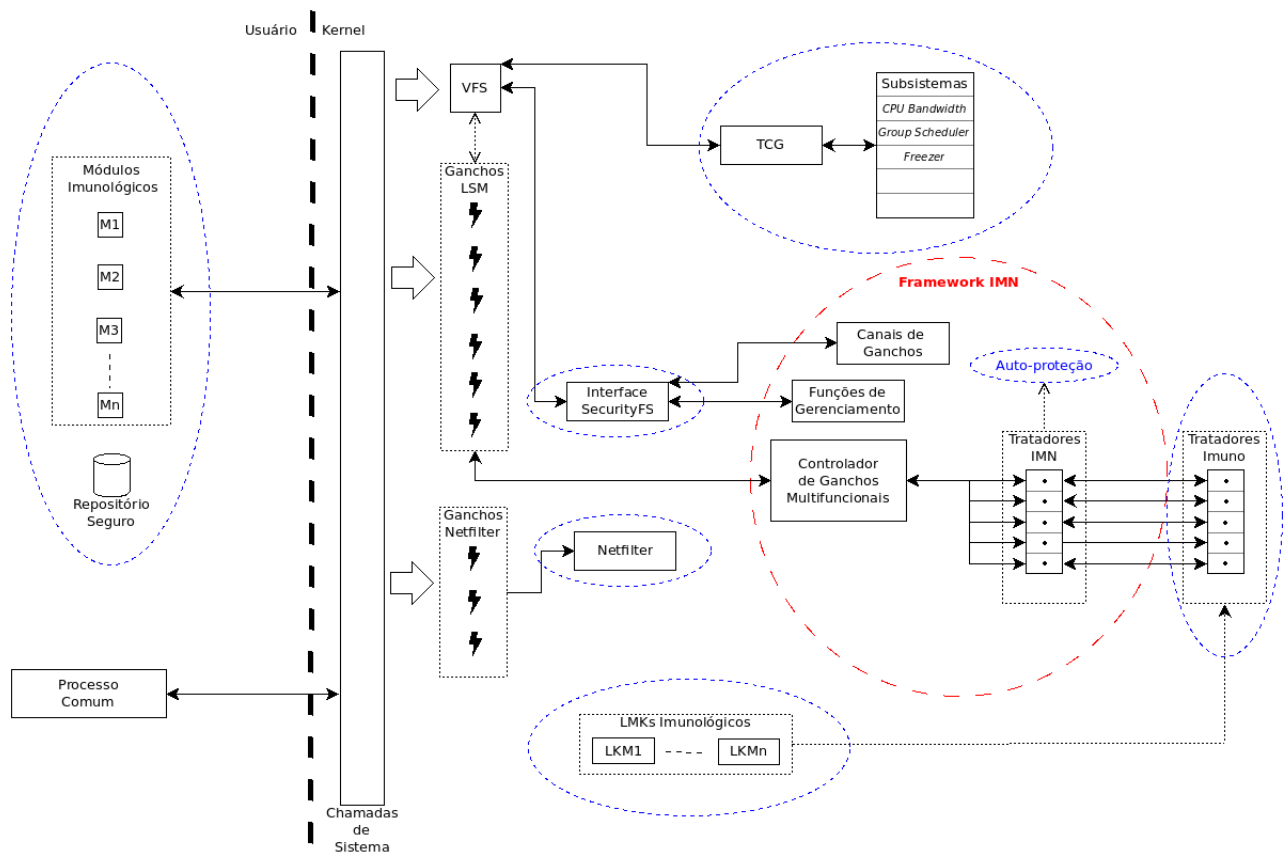 Usuário
Kernel
VFS
Subsistemas
CPU Bandwidth
Group Scheduler
Freezer
TCG
Módulos
Imunológicos
M1
M2
M3
Mn
Repositório
Seguro
Ganchos
LSM
Framework IMN
Canais de
Ganchos
Auto-proteção
Interface
SecurityFS
Funções de
Gerenciamento
Controlador
de Ganchos
Multifuncionais
Tratadores
IMN
Tratadores
Imuno
Ganchos
Netfilter
Netfilter
Processo
Comum
LMKs Imunológicos
LKM1
LKMn
Chamadas
de
Sistema